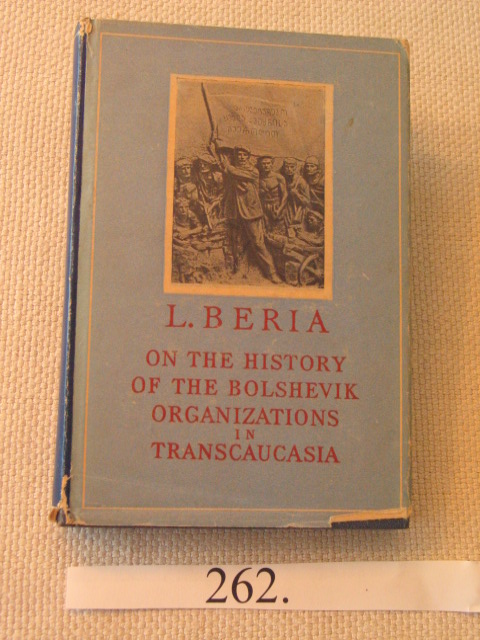 L. BERIA
ON THE HISTORY
OF THE BOLSHEVIK
ORGANIZATIONS
IN
TRANSCAUCASIA
262.